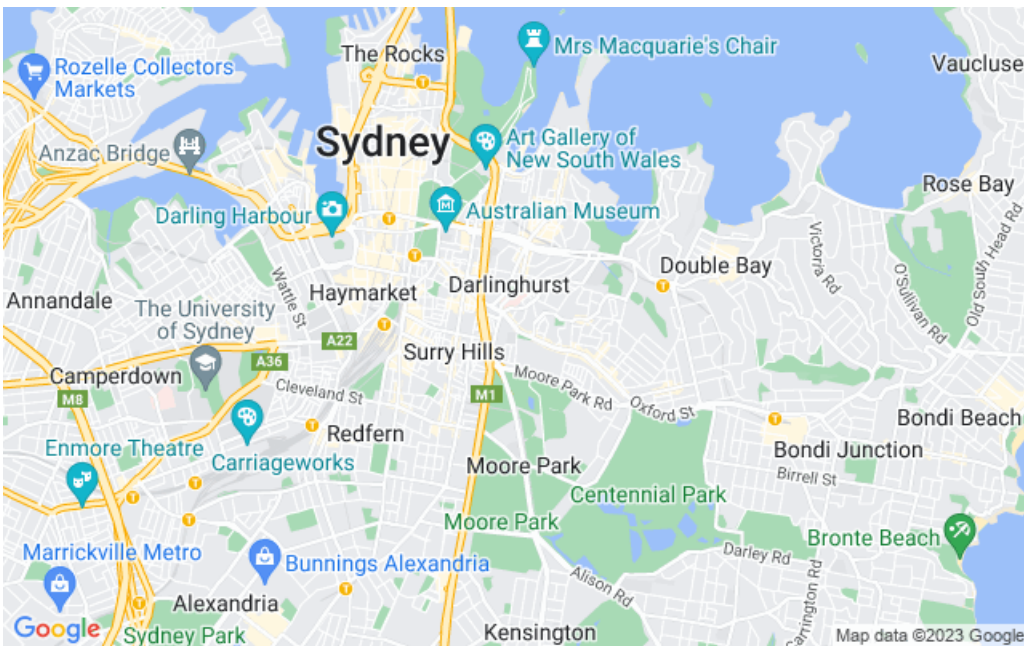 The Rocks
Mrs Macquarie's Chair
Rozelle Collectors
Markets
Vaucluse
Sydney
Art Gallery of
New South Wales
Anzac Bridge
Rose Bay
Darling Harbour
Australian Museum
Victoria Rd
Old South Head Rd
Double Bay
O'Sullivan Rd
Wattle St
Darlinghurst
Haymarket
Annandale
The University
of Sydney
A22
Surry Hills
A36
Camperdown
Moore Park Rd
Cleveland St
M1
M8
Oxford St
Bondi Beach
Redfern
Enmore Theatre
Bondi Junction
Carriageworks
Moore Park
Birrell St
Centennial Park
Moore Park
Bronte Beach
Marrickville Metro
Darley Rd
Bunnings Alexandria
Alison Rd
Carrington Rd
Alexandria
Google
Sydney Park
Kensington
Map data ©2023 Google